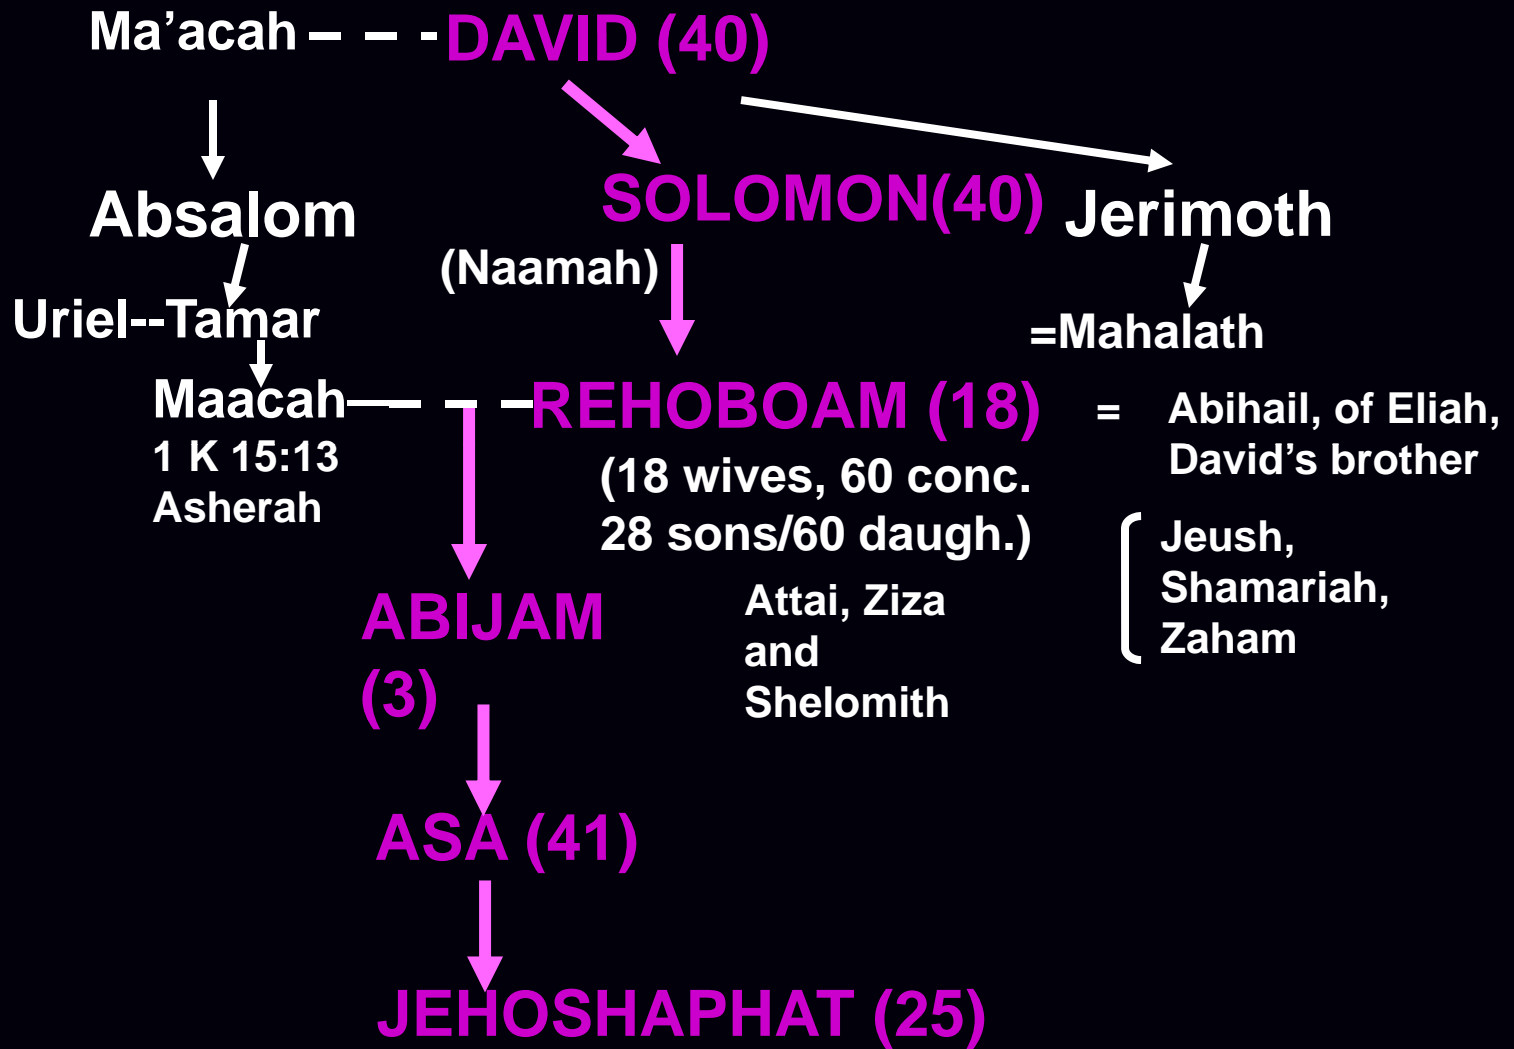 Ma’acah
DAVID (40)
Absalom
SOLOMON(40)
Jerimoth
(Naamah)
Uriel--Tamar
=Mahalath
Maacah
1 K 15:13
Asherah
REHOBOAM (18)
(18 wives, 60 conc.
28 sons/60 daugh.)
= Abihail, of Eliah,
David’s brother
Jeush,
Shamariah,
Zaham
Attai, Ziza
and
Shelomith
ABIJAM
(3)
ASA (41)
JEHOSHAPHAT (25)